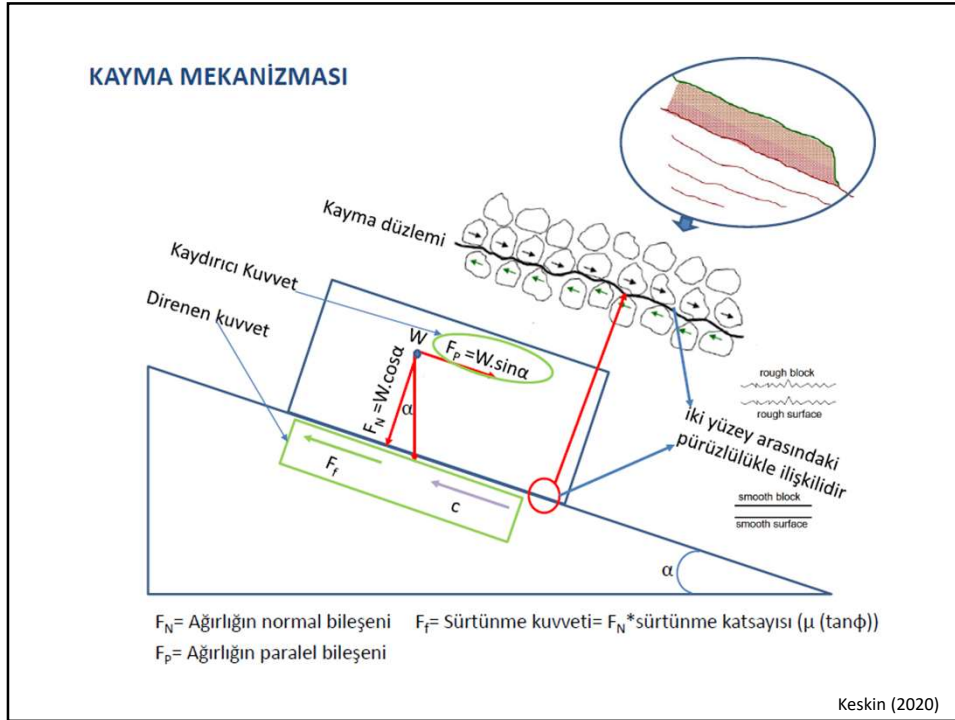 KAYMA MEKANİZMASI
Kayma düzlemi
Kaydırıcı Kuvvet
Direnen kuvvet
W
F_P =W.sinα
F_N =W.cosα
α
F_f
c
rough block
rough surface
iki yüzey arasındaki
pürüzlülükle ilişkilidir
smooth block
smooth surface
α
F_N= Ağırlığın normal bileşeni F_f= Sürtünme kuvveti= F_N*sürtünme katsayısı (μ (tanϕ))
F_P= Ağırlığın paralel bileşeni
Keskin (2020)